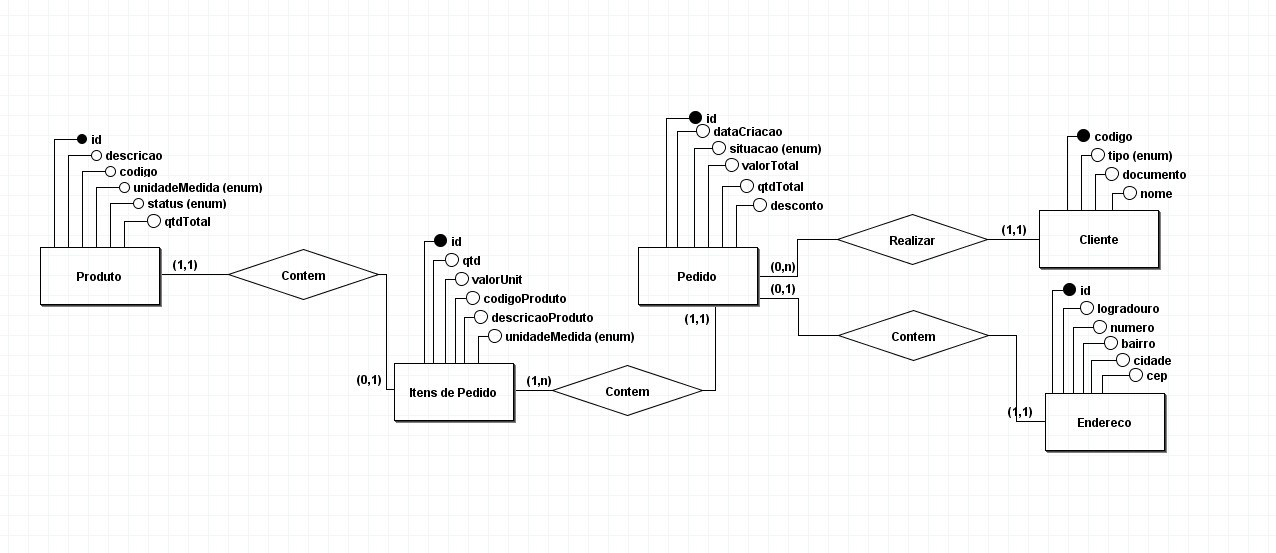 id
descricao
codigo
unidadeMedida (enum)
status (enum)
qtdTotal
Produto
(1,1)
Contem
(0,1)
id
qtd
valorUnit
codigoProduto
descricaoProduto
unidadeMedida (enum)
Itens de Pedido
(1,n)
Contem
(1,1)
id
dataCriacao
situacao (enum)
valorTotal
qtdTotal
desconto
Pedido
(0,n)
Realizar
(1,1)
codigo
tipo (enum)
documento
nome
Cliente
(0,1)
Contem
(1,1)
id
logradouro
numero
bairro
cidade
cep
Endereco